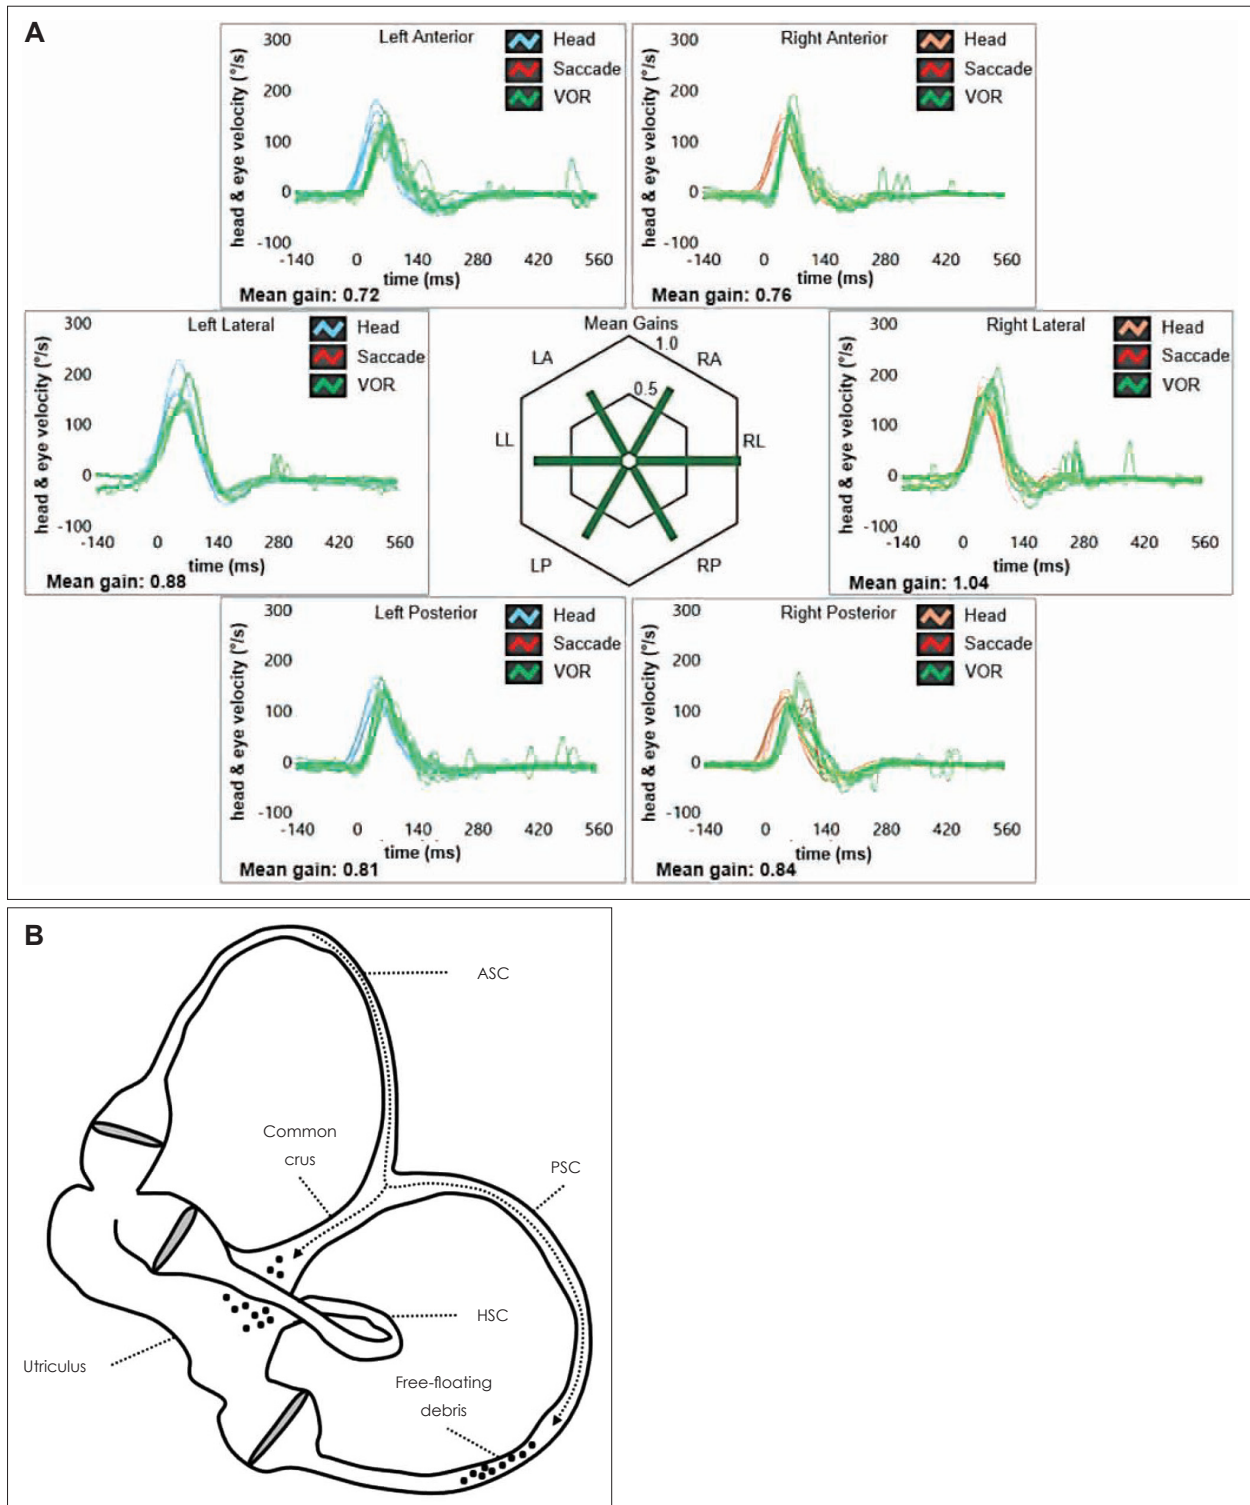 A
Left Anterior
Head
Saccade
VOR
head & eye velocity (°/s)
300
200
100
0
-100
-140 0 140 280 420 560
time (ms)
Mean gain: 0.72
Right Anterior
Head
Saccade
VOR
head & eye velocity (°/s)
300
200
100
0
-100
-140 0 140 280 420 560
time (ms)
Mean gain: 0.76
Left Lateral
Head
Saccade
VOR
head & eye velocity (°/s)
300
200
100
0
-100
-140 0 140 280 420 560
time (ms)
Mean gain: 0.88
Mean Gains
1.0
0.5
LA
RA
LL
RL
LP
RP
Right Lateral
Head
Saccade
VOR
head & eye velocity (°/s)
300
200
100
0
-100
-140 0 140 280 420 560
time (ms)
Mean gain: 1.04
Left Posterior
Head
Saccade
VOR
head & eye velocity (°/s)
300
200
100
0
-100
-140 0 140 280 420 560
time (ms)
Mean gain: 0.81
Right Posterior
Head
Saccade
VOR
head & eye velocity (°/s)
300
200
100
0
-100
-140 0 140 280 420 560
time (ms)
Mean gain: 0.84
B
ASC
Common
crus
PSC
HSC
Utriculus
Free-floating
debris